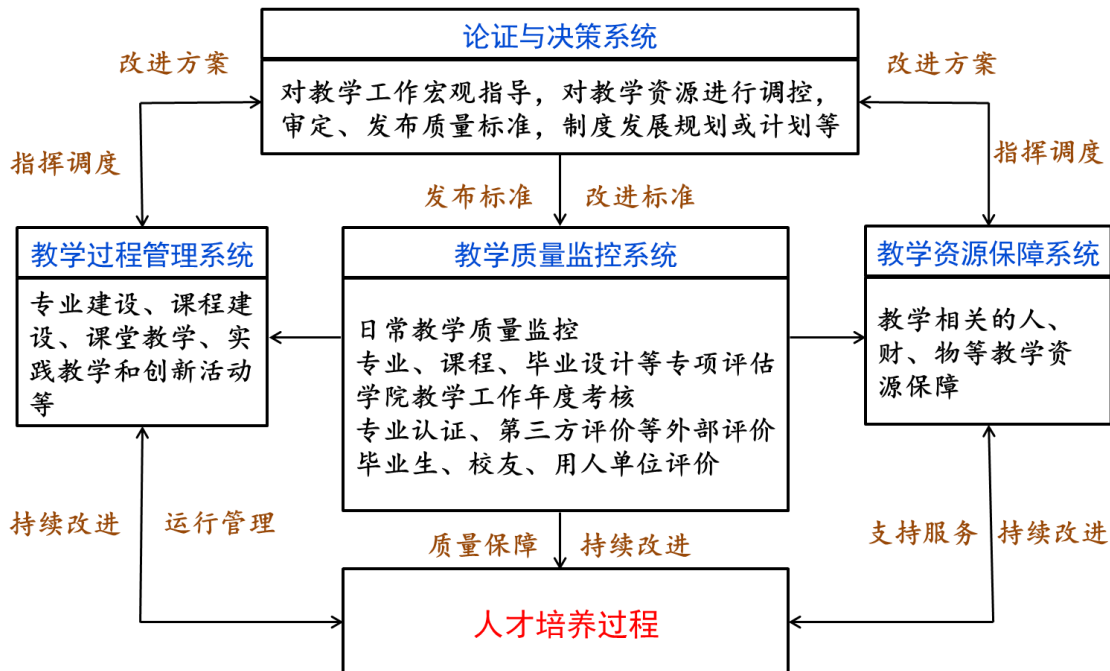 论证与决策系统
改进方案
改进方案
对教学工作宏观指导，对教学资源进行调控，
审定、发布质量标准，制度发展规划或计划等
指挥调度
指挥调度
发布标准
改进标准
教学过程管理系统
专业建设、课程建
设、课堂教学、实
践教学和创新活动
等
教学质量监控系统
日常教学质量监控
专业、课程、毕业设计等专项评估
学院教学工作年度考核
专业认证、第三方评价等外部评价
毕业生、校友、用人单位评价
教学资源保障系统
教学相关的人、
财、物等教学资
源保障
持续改进
运行管理
质量保障
持续改进
支持服务
持续改进
人才培养过程